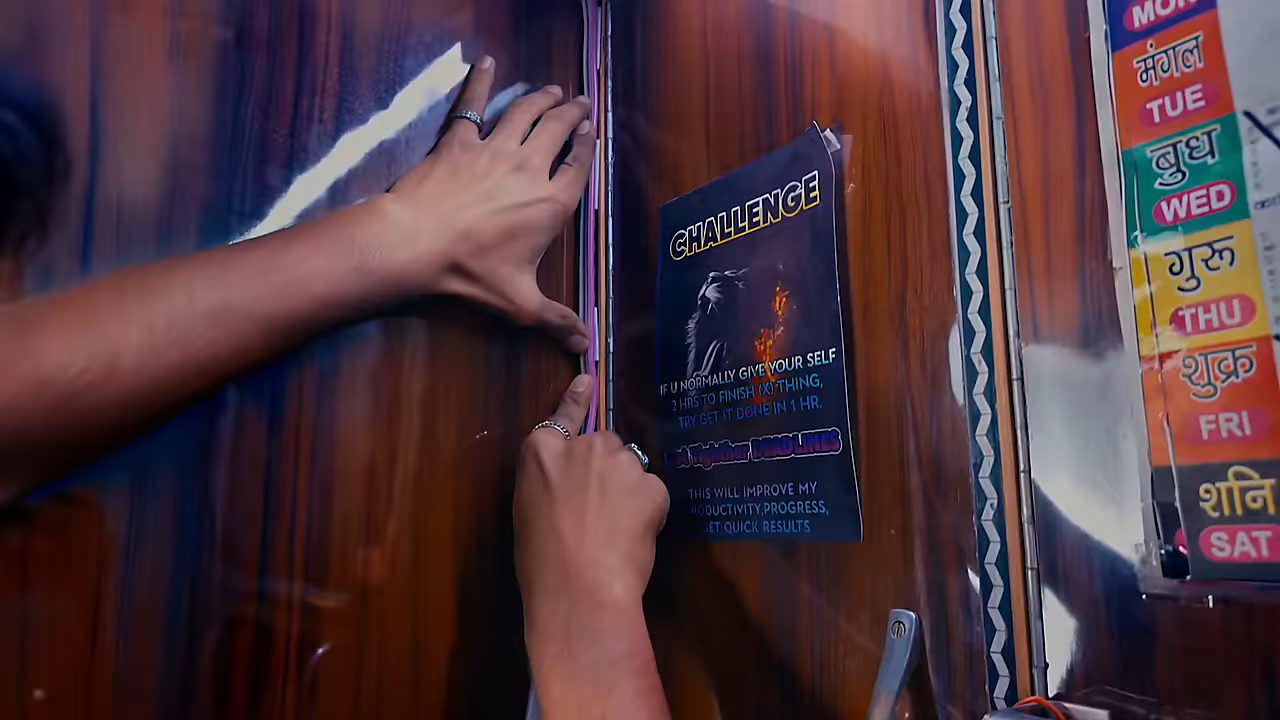 CHALLENGE
IF U NORMALLY GIVE YOUR SELF
2 HRS TO FINISH (X) THING,
TRY GET IT DONE IN 1 HR.
Tighther DEADLINES
THIS WILL IMPROVE MY
PRODUCTIVITY,PROGRESS,
GET QUICK RESULTS
MON
मंगल
TUE
बुध
WED
गुरू
THU
शुक्र
FRI
शनि
SAT